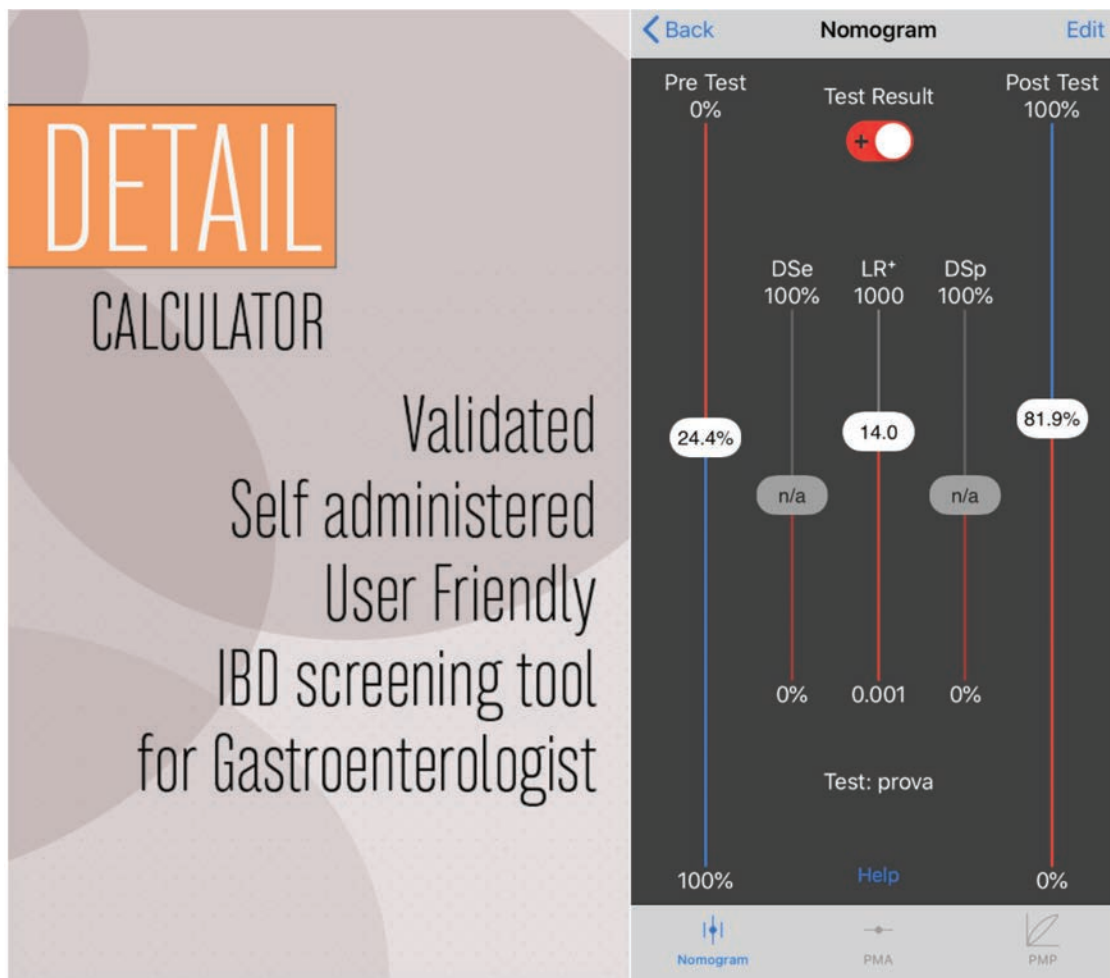 DETAIL
CALCULATOR
Validated
Self administered
User Friendly
IBD screening tool
for Gastroenterologist
Back
Nomogram
Edit
Pre Test
0%
Test Result
+
Post Test
100%
DSe
100%
LR⁺
1000
DSp
100%
24.4%
14.0
81.9%
n/a
n/a
0%
0.001
0%
Test: prova
100%
Help
0%
Nomogram
PMA
PMP